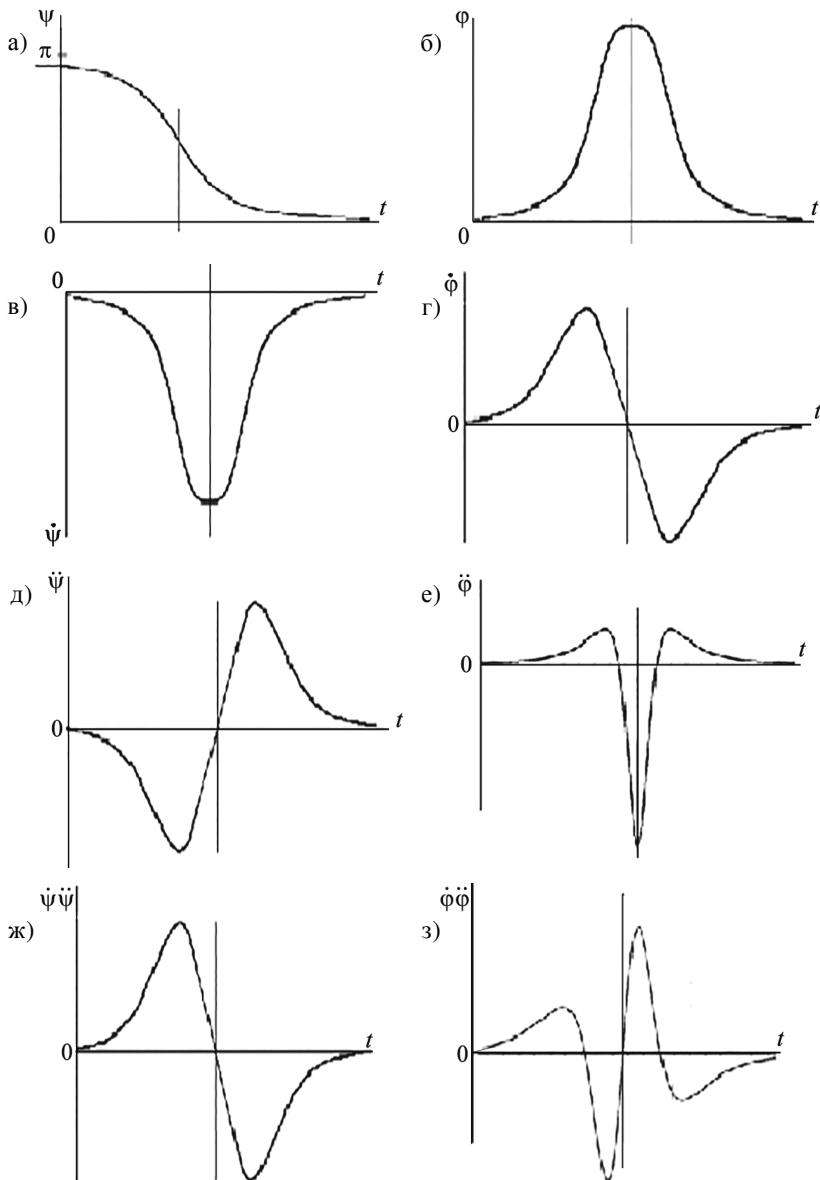 а) ψ π 0 t
б) φ 0 t
в) 0 t ψ̇
г) φ̇ 0 t
д) ψ̈ 0 t
е) φ̈ 0 t
ж) ψ̇ψ̈ 0 t
з) φ̇φ̈ 0 t